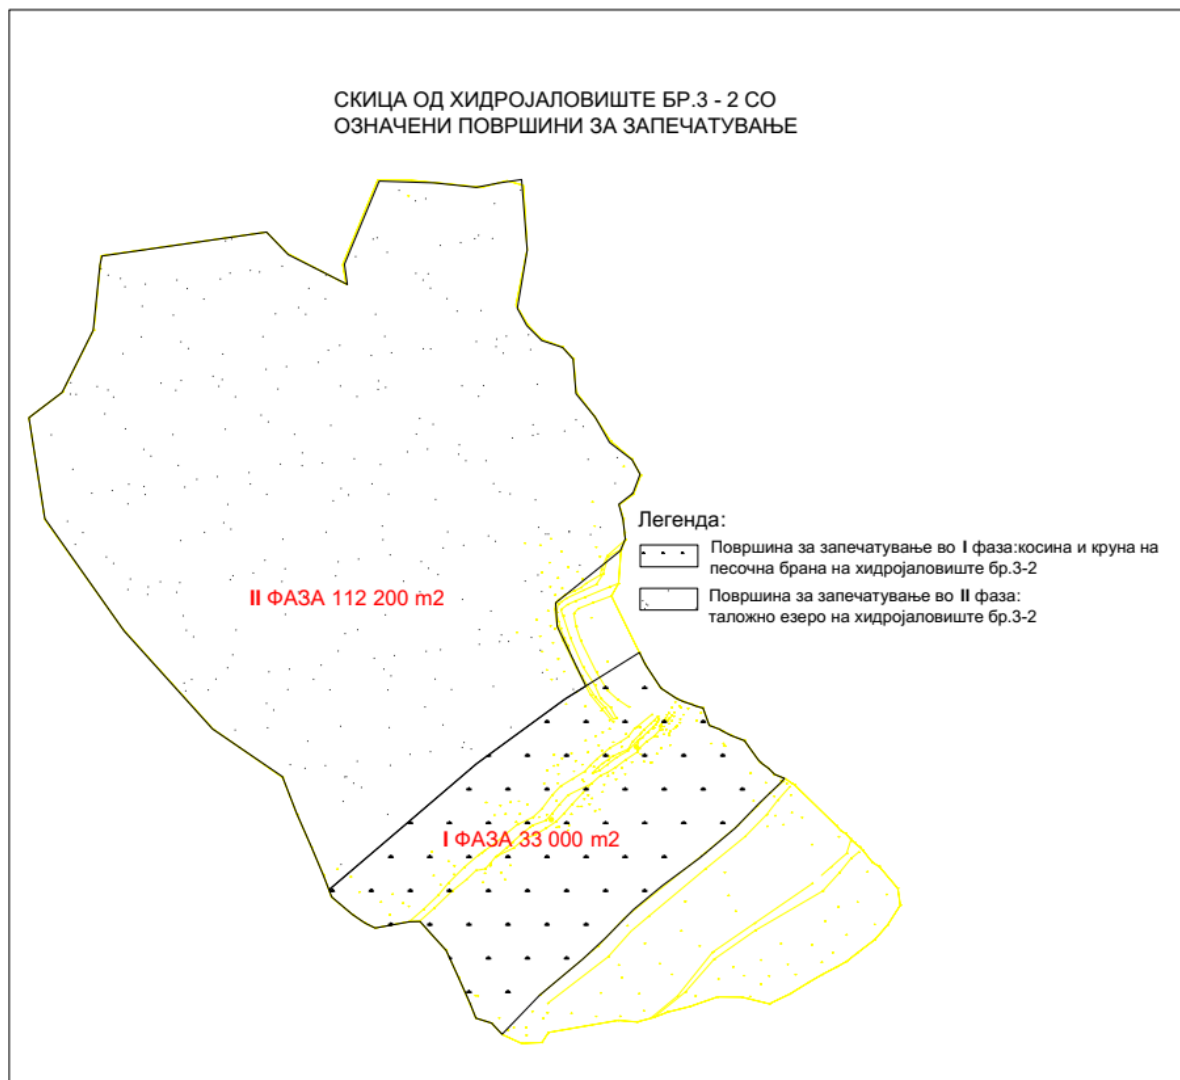 СКИЦА ОД ХИДРОЈАЛОВИШТЕ БР.3 - 2 СО
ОЗНАЧЕНИ ПОВРШИНИ ЗА ЗАПЕЧАТУВАЊЕ
Легенда:
Површина за запечатување во I фаза:косина и круна на
песочна брана на хидројаловиште бр.3-2
Површина за запечатување во II фаза:
таложно езеро на хидројаловиште бр.3-2
II ФАЗА 112 200 m2
I ФАЗА 33 000 m2